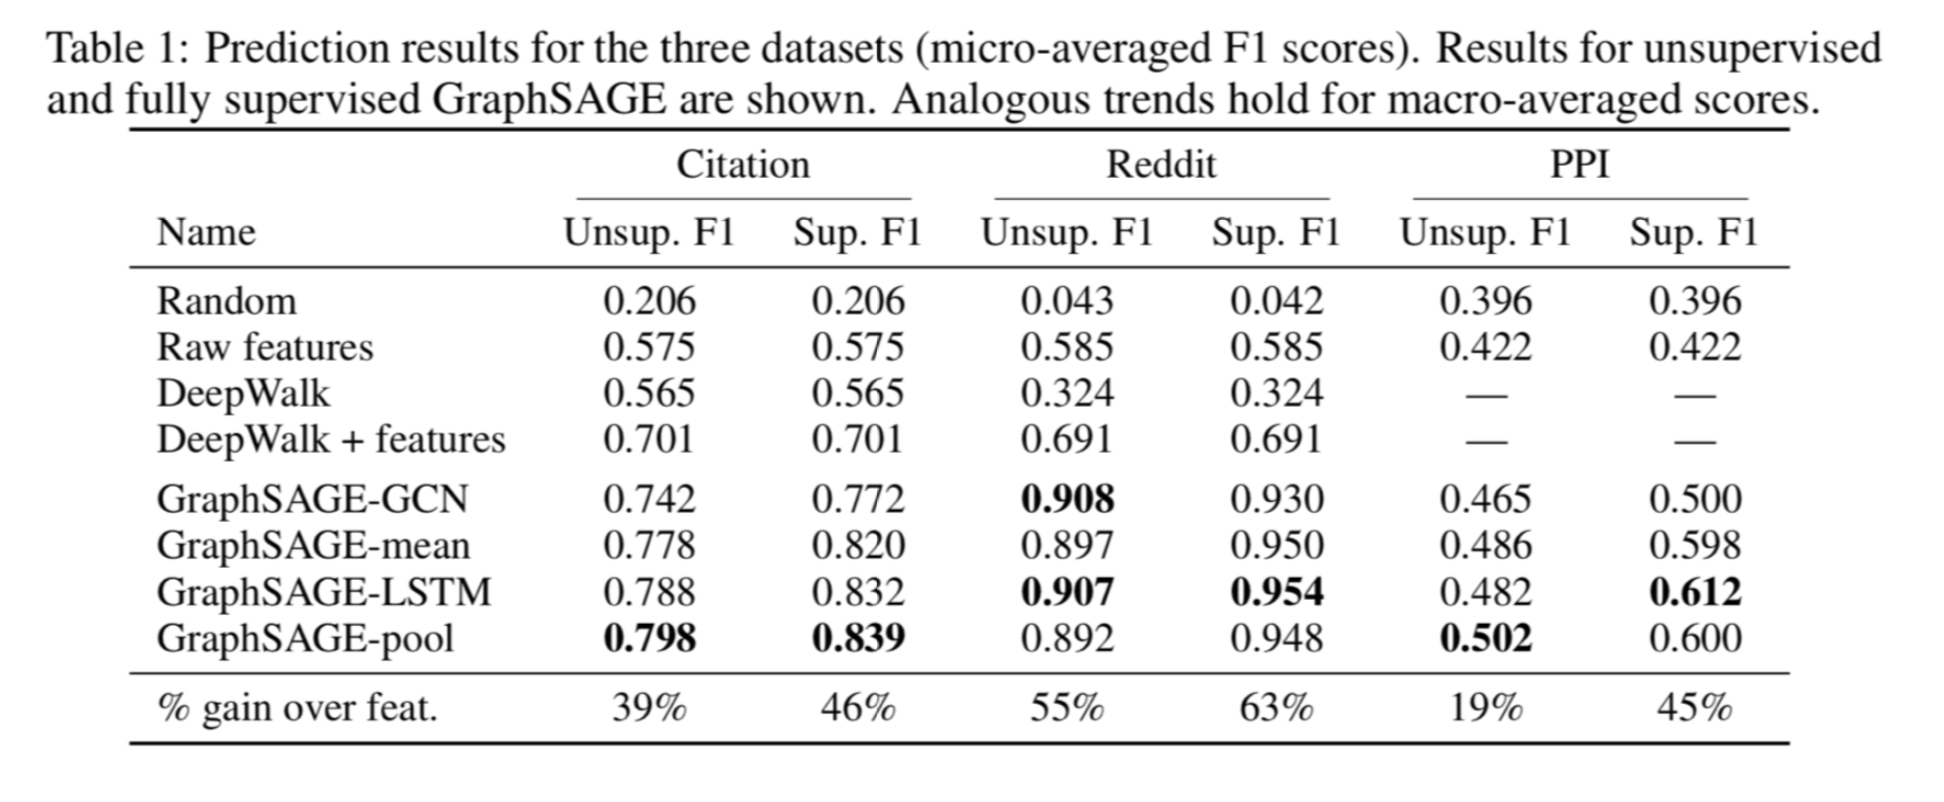 Table 1: Prediction results for the three datasets (micro-averaged F1 scores). Results for unsupervised
and fully supervised GraphSAGE are shown. Analogous trends hold for macro-averaged scores.
Citation Reddit PPI
Name Unsup. F1 Sup. F1 Unsup. F1 Sup. F1 Unsup. F1 Sup. F1
Random 0.206 0.206 0.043 0.042 0.396 0.396
Raw features 0.575 0.575 0.585 0.585 0.422 0.422
DeepWalk 0.565 0.565 0.324 0.324 — —
DeepWalk + features 0.701 0.701 0.691 0.691 — —
GraphSAGE-GCN 0.742 0.772 0.908 0.930 0.465 0.500
GraphSAGE-mean 0.778 0.820 0.897 0.950 0.486 0.598
GraphSAGE-LSTM 0.788 0.832 0.907 0.954 0.482 0.612
GraphSAGE-pool 0.798 0.839 0.892 0.948 0.502 0.600
% gain over feat. 39% 46% 55% 63% 19% 45%